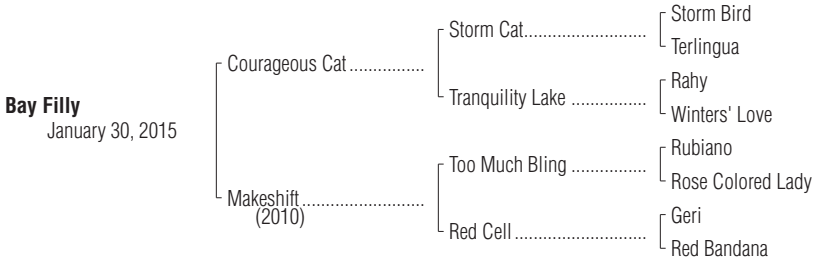 Storm Bird
Storm Cat........................
Terlingua
Courageous Cat................
Rahy
Tranquility Lake ................
Winters' Love
Bay Filly
January 30, 2015
Rubiano
Too Much Bling ................
Rose Colored Lady
Makeshift..........................
(2010)
Geri
Red Cell...........................
Red Bandana